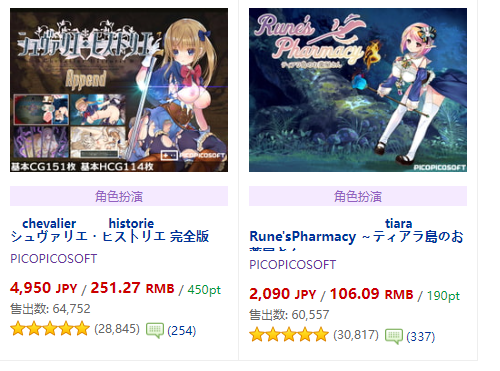 シュヴァリエ・ヒストリエ
Append
基本CG151枚 基本HCG114枚
PICOPICOSOFT
角色扮演
chevalier historie
シュヴァリエ・ヒストリエ 完全版
PICOPICOSOFT
4,950 JPY / 251.27 RMB / 450pt
售出数: 64,752
(28,845) (254)
Rune's
Pharmacy
ティアラ島のお薬屋さん
PICOPICOSOFT
角色扮演
tiara
Rune'sPharmacy ～ティアラ島のお
PICOPICOSOFT
2,090 JPY / 106.09 RMB / 190pt
售出数: 60,557
(30,817) (337)